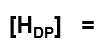 [H_DP] =